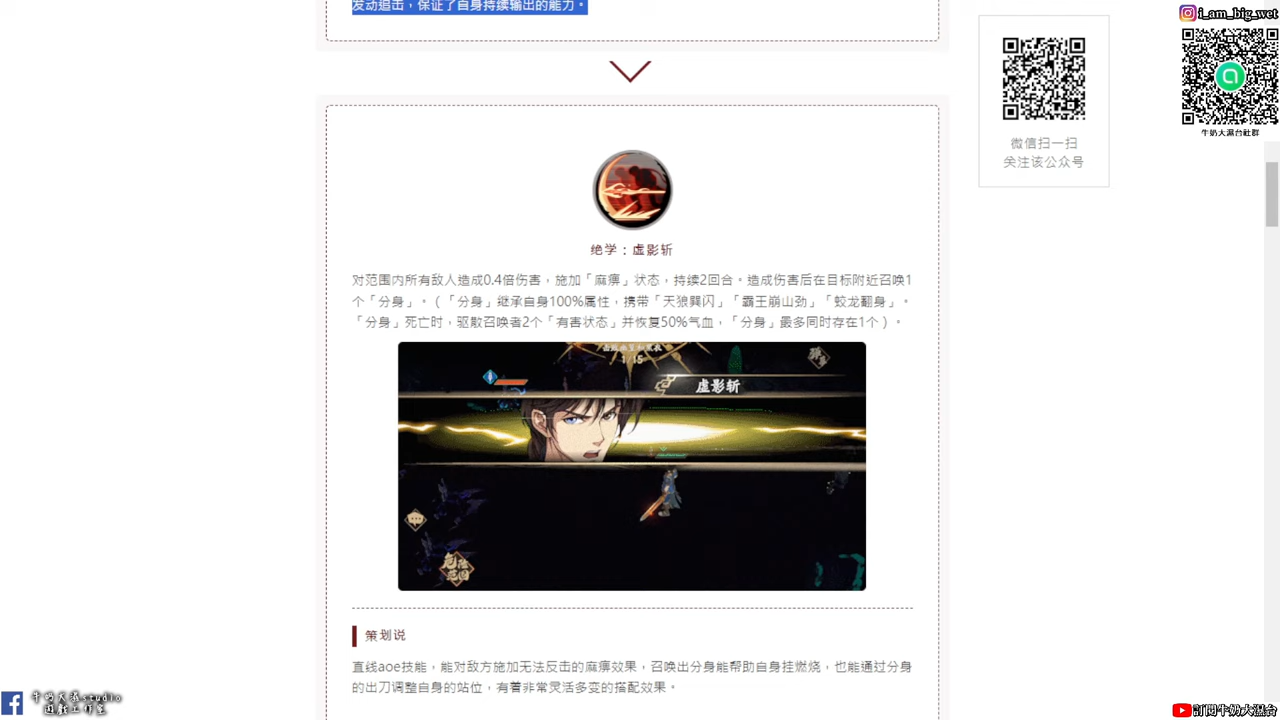 发动追击，保证了自身持续输出的能力。
i_am_big_wet
牛奶大濕台社群
微信扫一扫
关注该公众号
绝学：虚影斩
对范围内所有敌人造成0.4倍伤害，施加「麻痹」状态，持续2回合。造成伤害后在目标附近召唤1
个「分身」。（「分身」继承自身100%属性，携带「天狼巽闪」「霸王崩山劲」「蛟龙翻身」。
「分身」死亡时，驱散召唤者2个「有害状态」并恢复50%气血，「分身」最多同时存在1个）。
1/15
虚影斩
策划说
直线aoe技能，能对敌方施加无法反击的麻痹效果，召唤出分身能帮助自身挂燃烧，也能通过分身
的出刀调整自身的站位，有着非常灵活多变的搭配效果。
牛奶大濕studio
遊戲工作室
訂閱牛奶大濕台